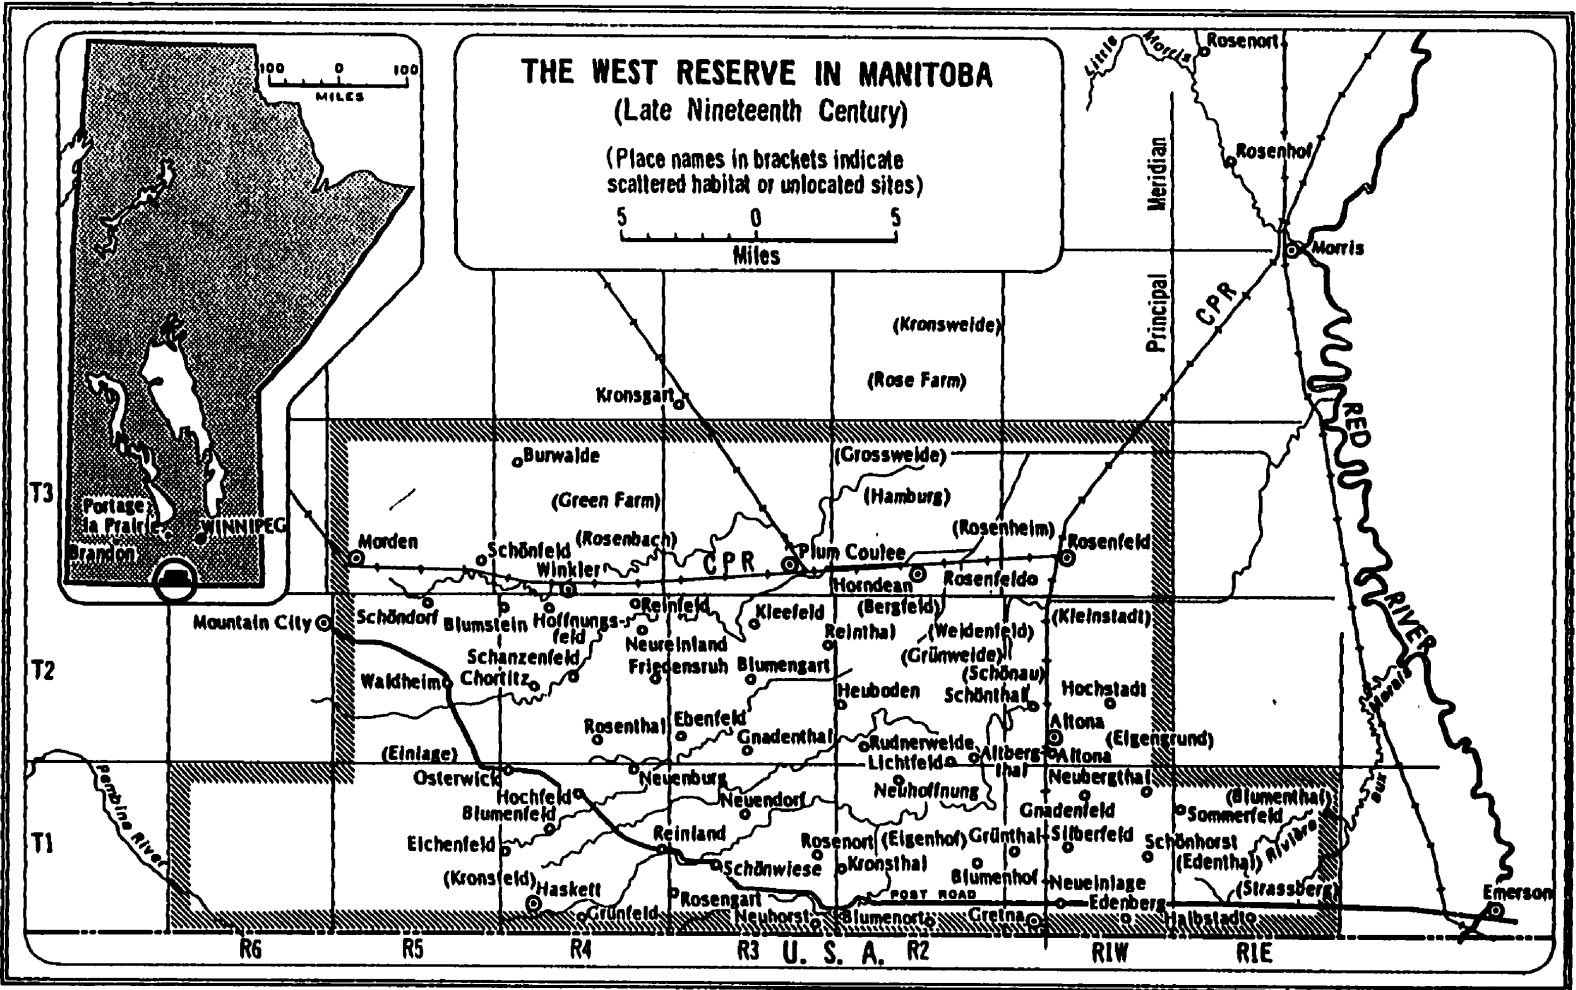 THE WEST RESERVE IN MANITOBA
(Late Nineteenth Century)
(Place names in brackets indicate
scattered habitat or unlocated sites)
5 0 5
Miles
100 0 100
MILES
Portage
la Prairie
WINNIPEG
Brandon
Little
Morris
Rosenort
Rosenhof
Meridian
Principal
Morris
CPR
RED
RIVER
(Kronsweide)
(Rose Farm)
Kronsgart
T3
Burwalde
(Grossweide)
(Green Farm)
(Hamburg)
(Rosenbach)
(Rosenheim)
Morden
Schönfeld
Winkler
CPR
Plum Coulee
Rosenfeld
Horndean
Rosenfeld
Mountain City
Schöndorf
Blumstein
Hoffnungs-
feld
Reinfeld
Kleefeld
(Bergfeld)
(Kleinstadt)
T2
Neureinland
Reinthal
(Weidenfeld)
(Grünweide)
Schanzenfeld
Friedensruh
Blumengart
(Schönau)
Waldheim
Chortitz
Heuboden
Schönthal
Hochstadt
Rosenthal
Ebenfeld
Gnadenthal
Rudnerweide
Altona
(Eigengrund)
(Einlage)
Osterwick
Neuenburg
Lichtfeld
Altberg-
thal
Altona
Neubergthal
Marais
Hochfeld
Neuhoffnung
(Blumenthal)
Blumenfeld
Neuendorf
Gnadenfeld
Sommerfeld
Pembina River
T1
Eichenfeld
Reinland
Rosenort
(Eigenhof)
Grünthal
Silberfeld
Schönhorst
Rivière
aux
(Kronsfeld)
Schönwiese
Kronsthal
(Edenthal)
Haskett
Blumenhof
Neueinlage
(Strassberg)
Rosengart
POST ROAD
Edenberg
Emerson
Grünfeld
Neuhorst
Blumenort
Gretna
Halbstadt
R6 R5 R4 R3 U. S. A. R2 R1W R1E